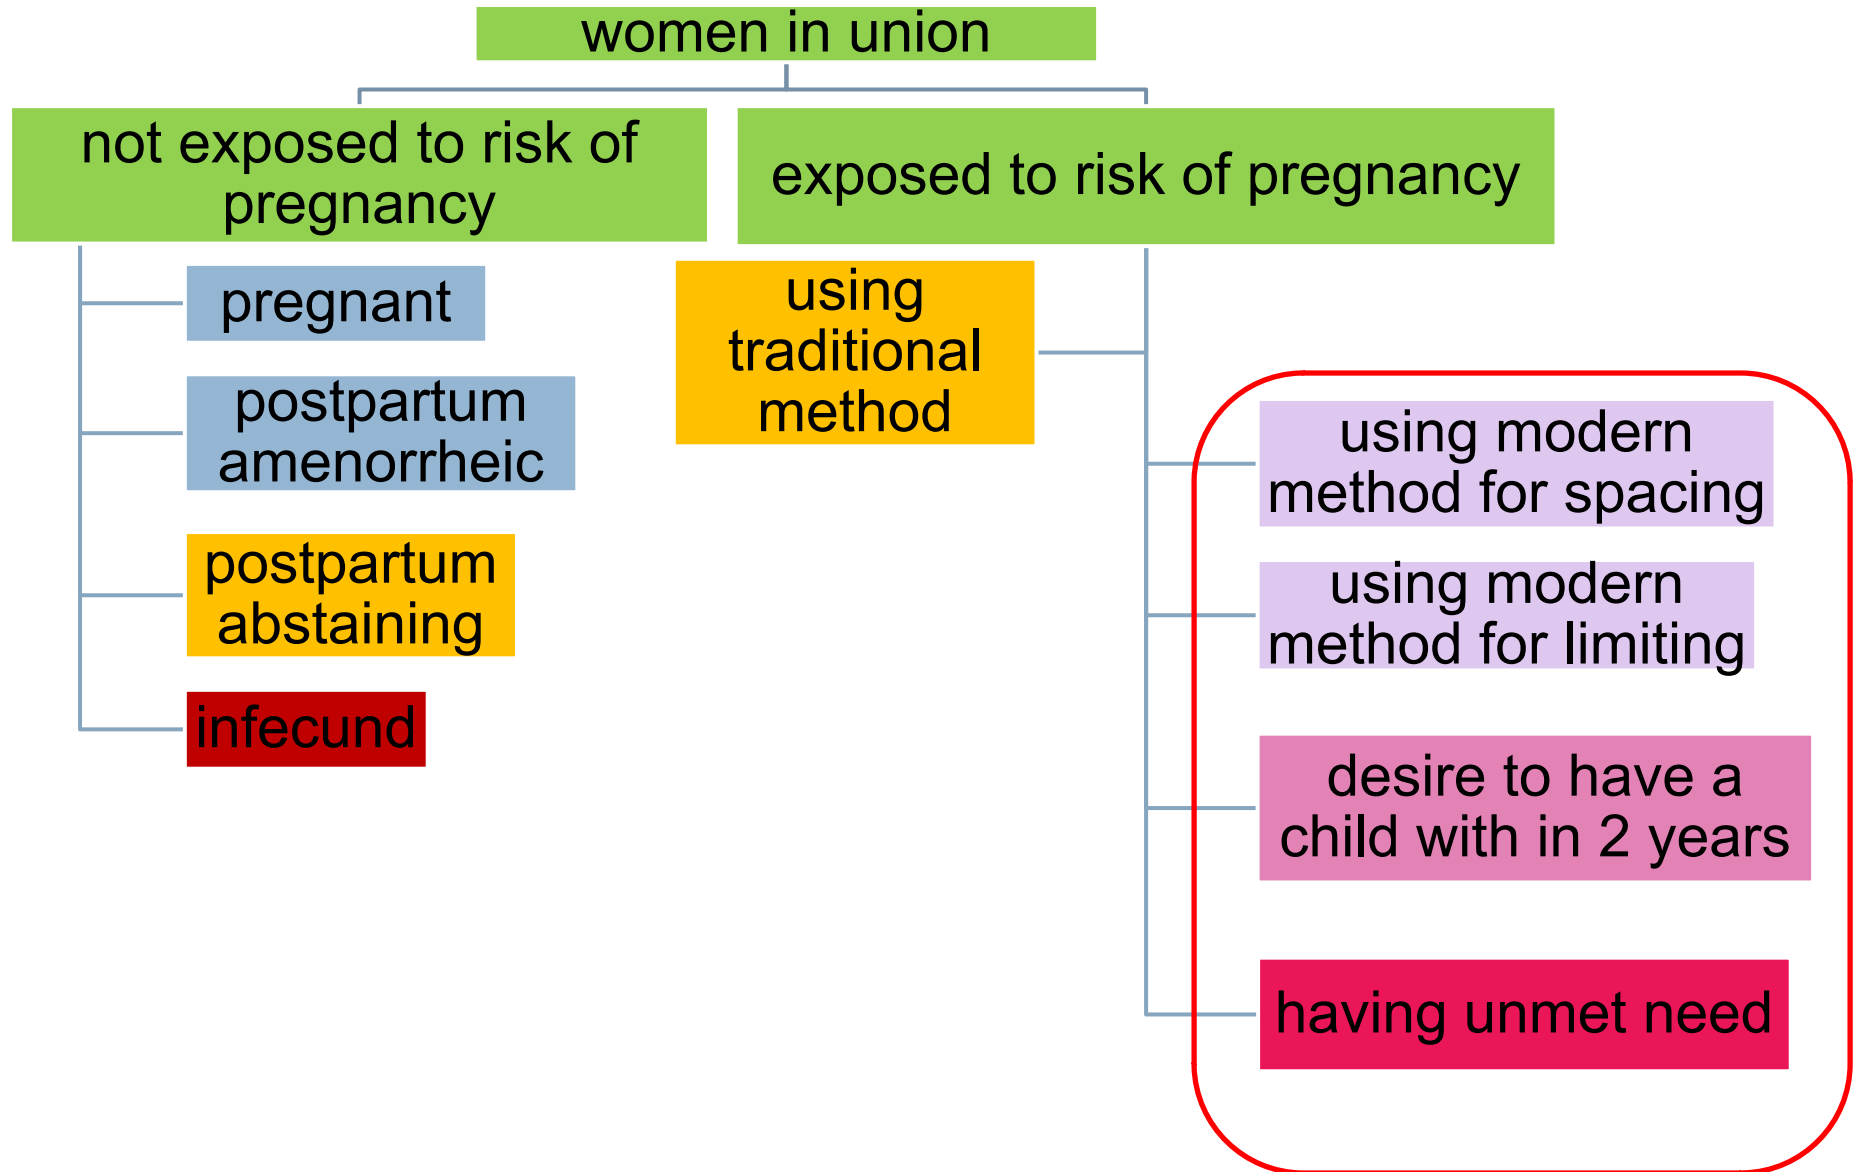 women in union
not exposed to risk of
pregnancy
exposed to risk of pregnancy
pregnant
postpartum
amenorrheic
postpartum
abstaining
infecund
using
traditional
method
using modern
method for spacing
using modern
method for limiting
desire to have a
child with in 2 years
having unmet need